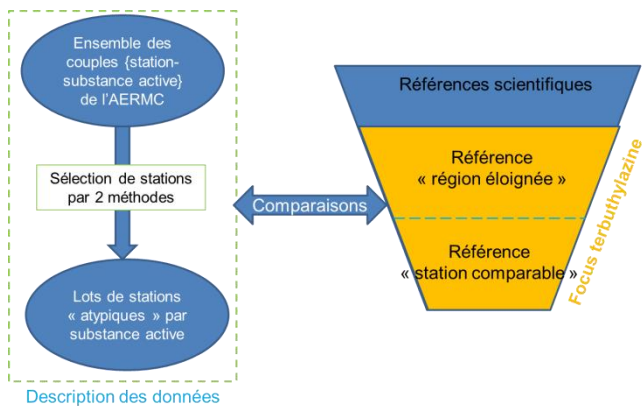 Ensemble des
couples {station-
substance active}
de l'AERMC
Sélection de stations
par 2 méthodes
Lots de stations
« atypiques » par
substance active
Description des données
Comparaisons
Références scientifiques
Référence
« région éloignée »
Référence
« station comparable »
Focus terbuthylazine